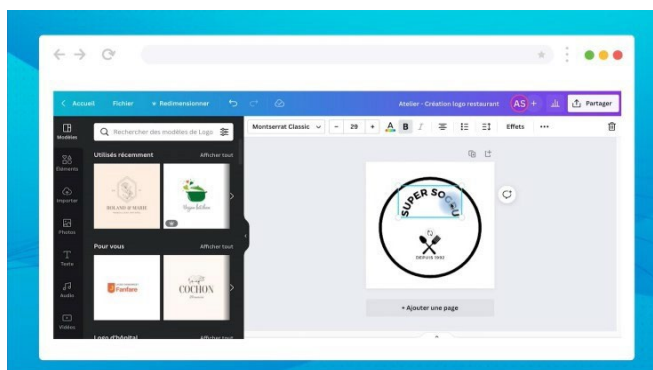 Accueil Fichier Redimensionner Atelier - Création logo restaurant AS + Partager
Modèles
Rechercher des modèles de Logo
Montserrat Classic - 29 + A B I Effets ...
Éléments
Utilisés récemment Afficher tout
Importer
ROLAND & MARIE
Vegan kitchen
SUPER SOCCU
DEPUIS 1982
Photos
Texte
Pour vous Afficher tout
Audio
Fanfare
COCHON
+ Ajouter une page
Vidéos
Logo d'hôpital Afficher tout